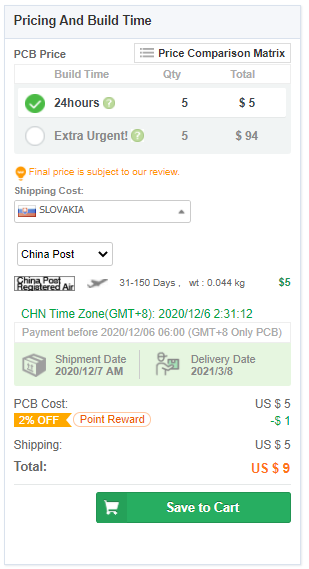 Pricing And Build Time
PCB Price
Price Comparison Matrix
Build Time Qty Total
24hours ? 5 $ 5
Extra Urgent! ? 5 $ 94
Final price is subject to our review.
Shipping Cost:
SLOVAKIA
China Post
China Post
Registered Air
31-150 Days , wt : 0.044 kg $5
CHN Time Zone(GMT+8): 2020/12/6 2:31:12
Payment before 2020/12/06 06:00 (GMT+8 Only PCB)
Shipment Date
2020/12/7 AM
Delivery Date
2021/3/8
PCB Cost: US $ 5
2% OFF Point Reward -$ 1
Shipping: US $ 5
Total: US $ 9
Save to Cart